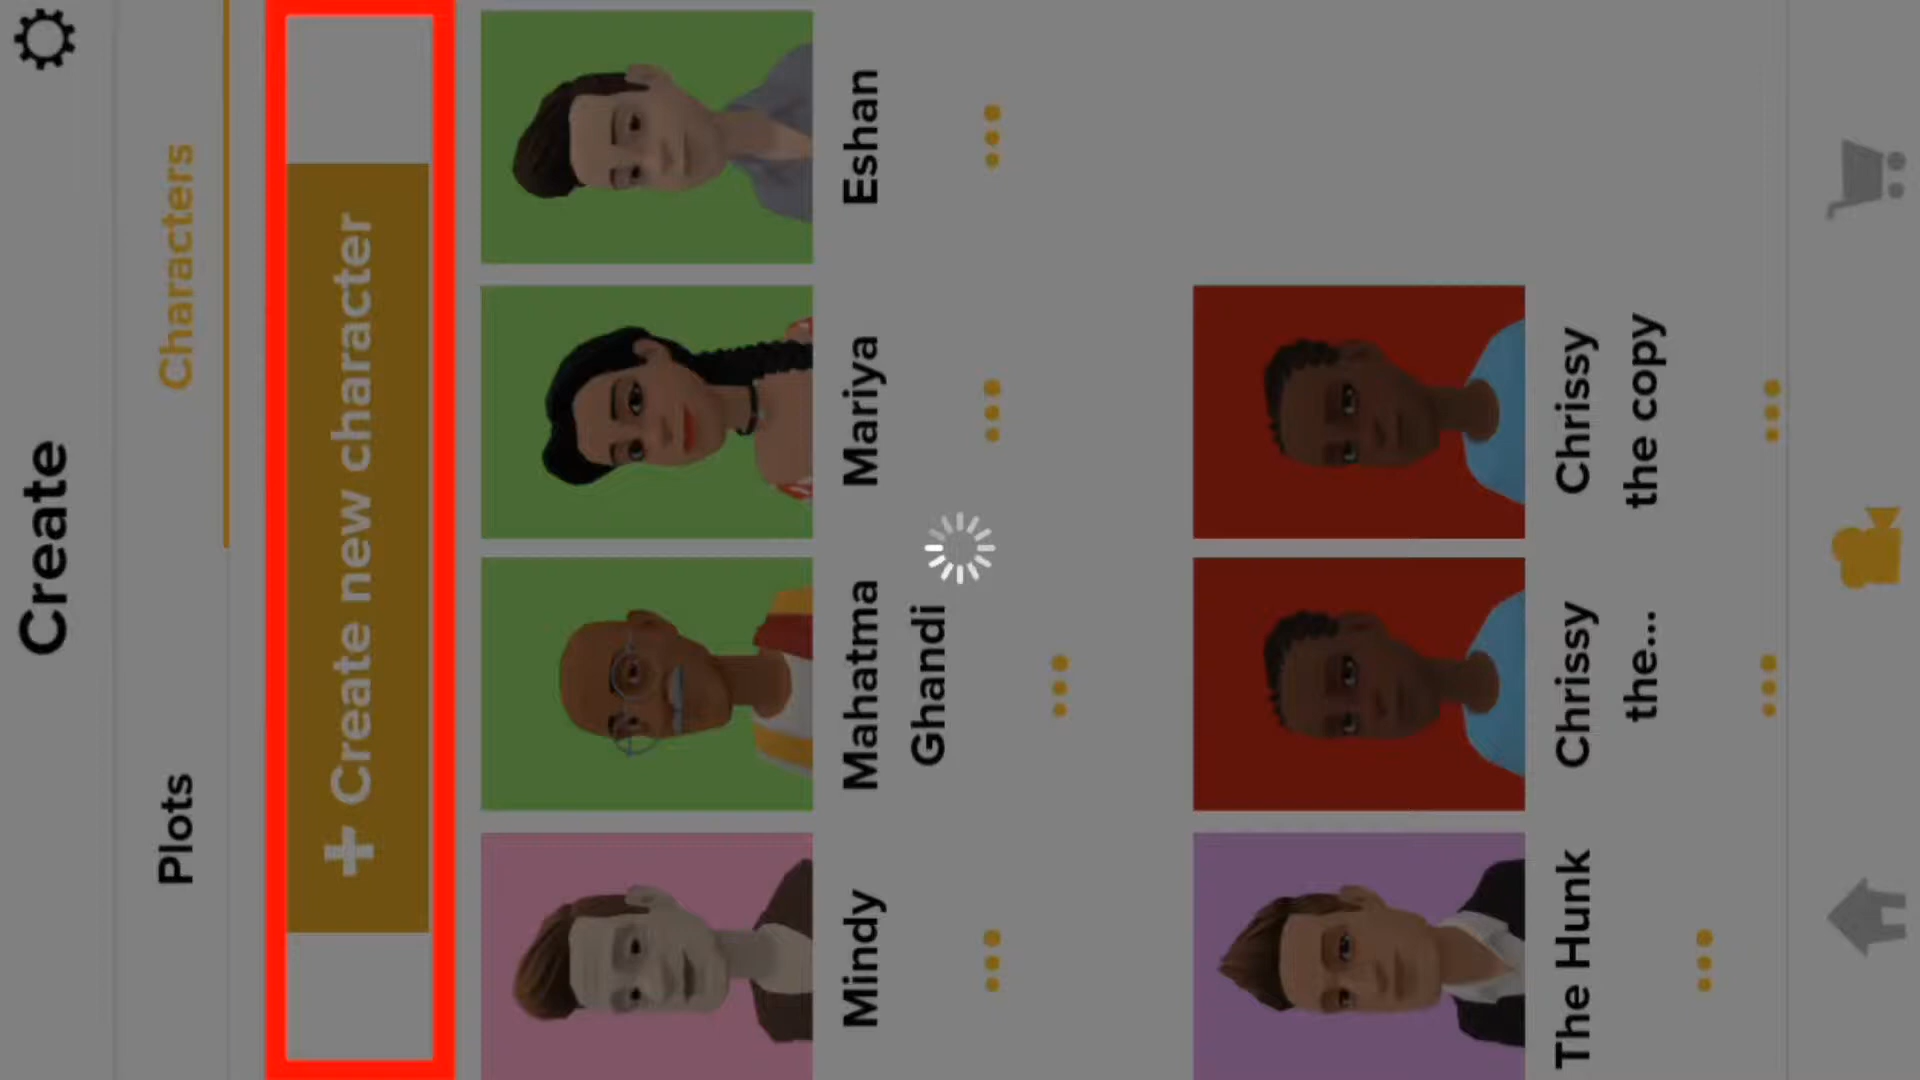 Create
Plots
Characters
+ Create new character
Mindy
Mahatma
Ghandi
Mariya
Eshan
The Hunk
Chrissy
the...
Chrissy
the copy